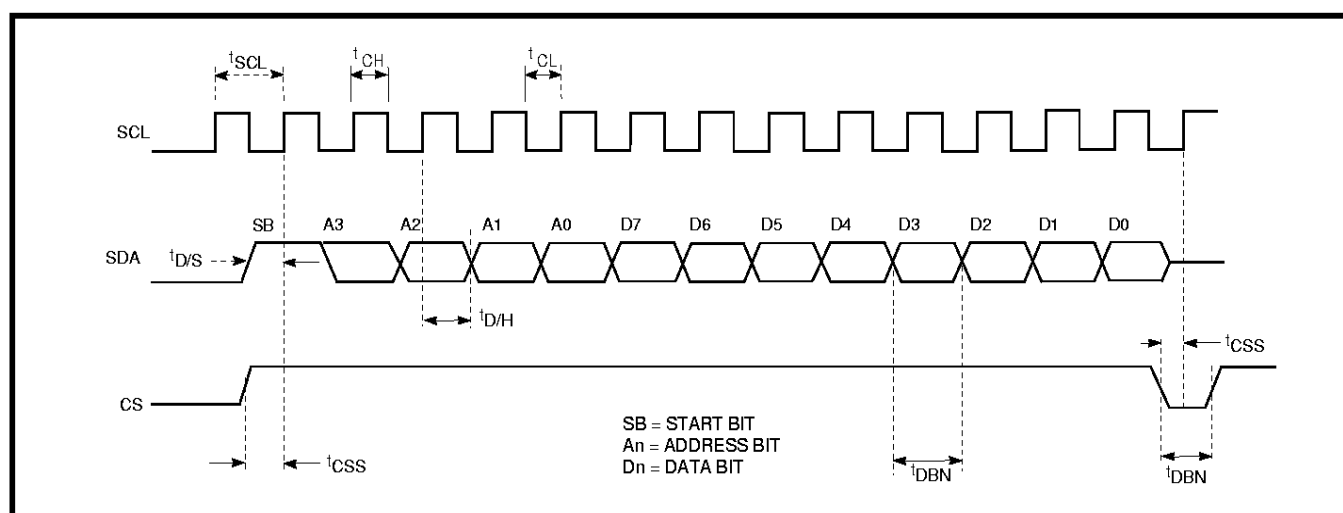 tSCL
tCH
tCL
SCL
SB A3 A2 A1 A0 D7 D6 D5 D4 D3 D2 D1 D0
SDA
tD/S
tD/H
tCSS
CS
SB = START BIT
An = ADDRESS BIT
Dn = DATA BIT
tCSS
tDBN
tDBN